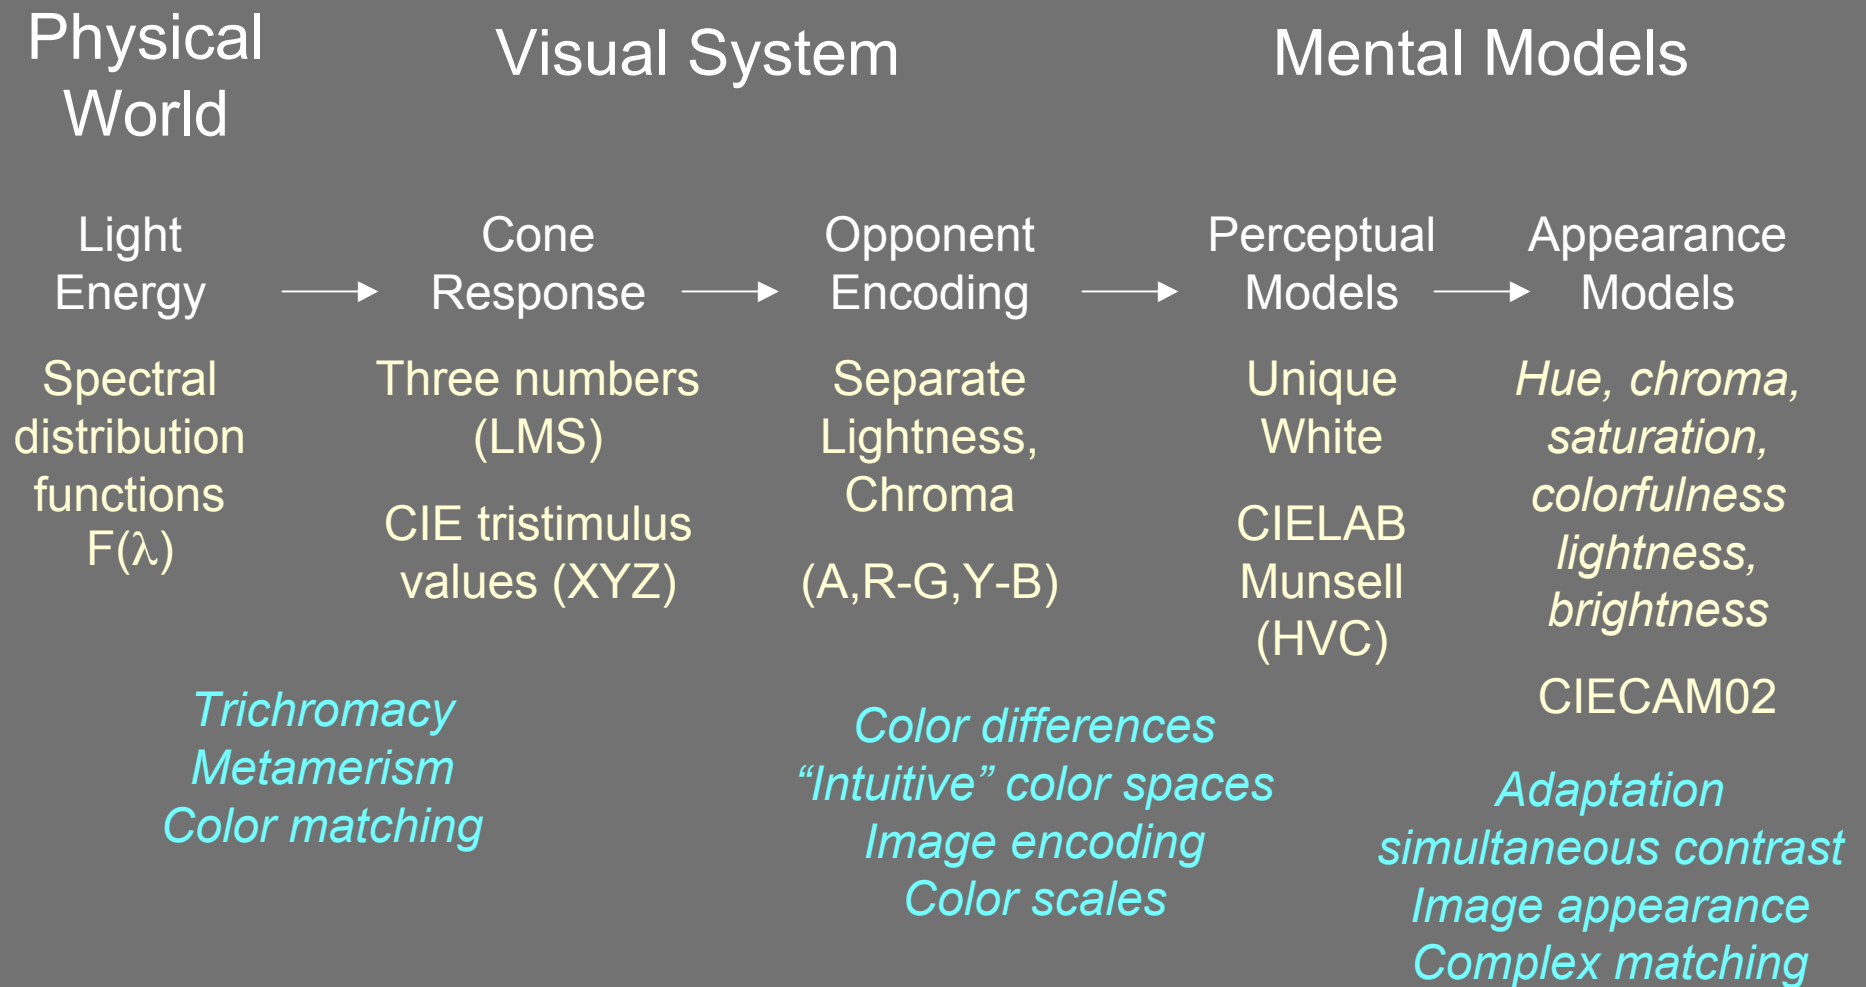 Physical
World
Visual System
Mental Models
Light
Energy
Cone
Response
Opponent
Encoding
Perceptual
Models
Appearance
Models
Spectral
distribution
functions
F(λ)
Three numbers
(LMS)
CIE tristimulus
values (XYZ)
Separate
Lightness,
Chroma
(A,R-G,Y-B)
Unique
White
CIELAB
Munsell
(HVC)
Hue, chroma,
saturation,
colorfulness
lightness,
brightness
CIECAM02
Trichromacy
Metamerism
Color matching
Color differences
“Intuitive” color spaces
Image encoding
Color scales
Adaptation
simultaneous contrast
Image appearance
Complex matching